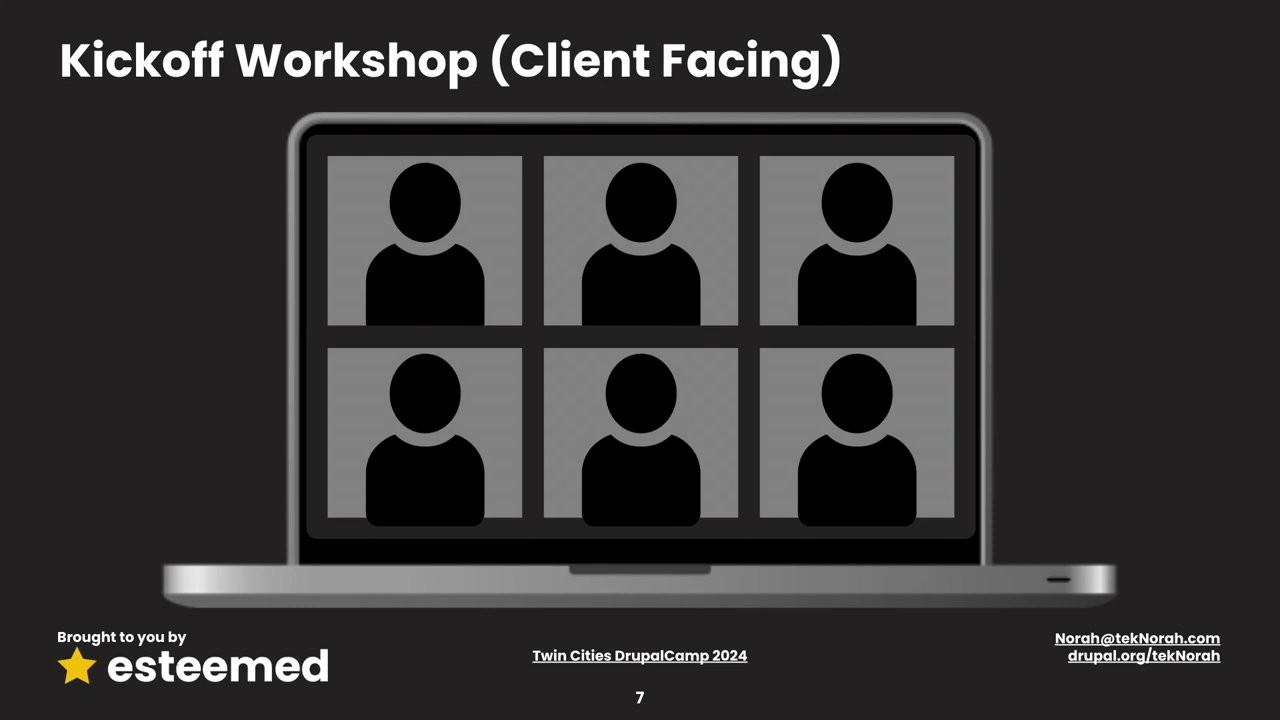 Kickoff Workshop (Client Facing)
Brought to you by
esteemed
Twin Cities DrupalCamp 2024
Norah@tekNorah.com
drupal.org/tekNorah
7